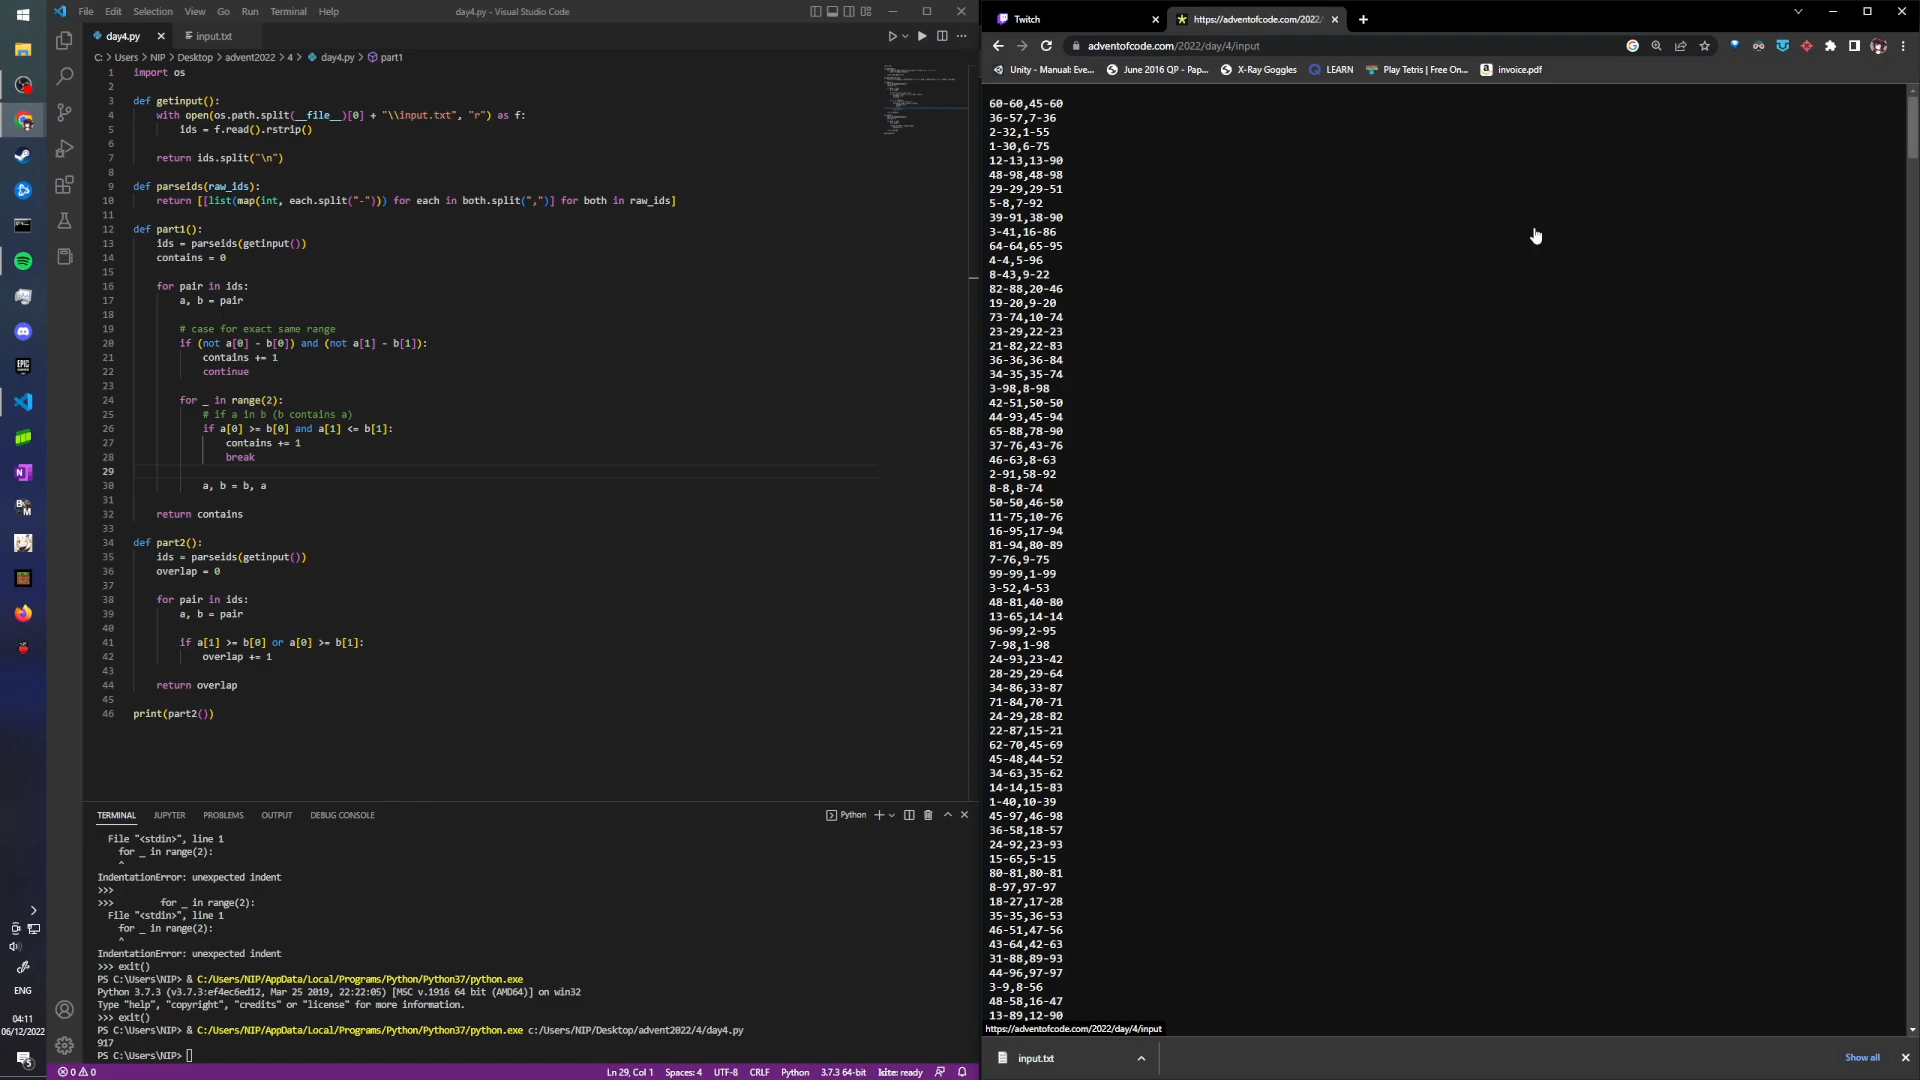 File Edit Selection View Go Run Terminal Help
day4.py - Visual Studio Code
day4.py
input.txt
C: > Users > NIP > Desktop > advent2022 > 4 > day4.py > part1
1 import os
2
3 def getinput():
4 with open(os.path.split(__file__)[0] + "\\input.txt", "r") as f:
5 ids = f.read().rstrip()
6
7 return ids.split("\n")
8
9 def parseids(raw_ids):
10 return [[list(map(int, each.split("-"))) for each in both.split(",")] for both in raw_ids]
11
12 def part1():
13 ids = parseids(getinput())
14 contains = 0
15
16 for pair in ids:
17 a, b = pair
18
19 # case for exact same range
20 if (not a[0] - b[0]) and (not a[1] - b[1]):
21 contains += 1
22 continue
23
24 for _ in range(2):
25 # if a in b (b contains a)
26 if a[0] >= b[0] and a[1] <= b[1]:
27 contains += 1
28 break
29
30 a, b = b, a
31
32 return contains
33
34 def part2():
35 ids = parseids(getinput())
36 overlap = 0
37
38 for pair in ids:
39 a, b = pair
40
41 if a[1] >= b[0] or a[0] >= b[1]:
42 overlap += 1
43
44 return overlap
45
46 print(part2())
TERMINAL JUPYTER PROBLEMS OUTPUT DEBUG CONSOLE
Python
File "<stdin>", line 1
for _ in range(2):
^
IndentationError: unexpected indent
>>>
>>> for _ in range(2):
File "<stdin>", line 1
for _ in range(2):
^
IndentationError: unexpected indent
>>> exit()
PS C:\Users\NIP> & C:/Users/NIP/AppData/Local/Programs/Python/Python37/python.exe
Python 3.7.3 (v3.7.3:ef4ec6ed12, Mar 25 2019, 22:22:05) [MSC v.1916 64 bit (AMD64)] on win32
Type "help", "copyright", "credits" or "license" for more information.
>>> exit()
PS C:\Users\NIP> & C:/Users/NIP/AppData/Local/Programs/Python/Python37/python.exe c:/Users/NIP/Desktop/advent2022/4/day4.py
917
PS C:\Users\NIP>
0 0
Ln 29, Col 1 Spaces: 4 UTF-8 CRLF Python 3.7.3 64-bit kite: ready
EPIC
ENG
04:11
06/12/2022
5
Twitch
https://adventofcode.com/2022/
adventofcode.com/2022/day/4/input
Unity - Manual: Eve... June 2016 QP - Pap... X-Ray Goggles LEARN Play Tetris | Free On... invoice.pdf
60-60,45-60
36-57,7-36
2-32,1-55
1-30,6-75
12-13,13-90
48-98,48-98
29-29,29-51
5-8,7-92
39-91,38-90
3-41,16-86
64-64,65-95
4-4,5-96
8-43,9-22
82-88,20-46
19-20,9-20
73-74,10-74
23-29,22-23
21-82,22-83
36-36,36-84
34-35,35-74
3-98,8-98
42-51,50-50
44-93,45-94
65-88,78-90
37-76,43-76
46-63,8-63
2-91,58-92
8-8,8-74
50-50,46-50
11-75,10-76
16-95,17-94
81-94,80-89
7-76,9-75
99-99,1-99
3-52,4-53
48-81,40-80
13-65,14-14
96-99,2-95
7-98,1-98
24-93,23-42
28-29,29-64
34-86,33-87
71-84,70-71
24-29,28-82
22-87,15-21
62-70,45-69
45-48,44-52
34-63,35-62
14-14,15-83
1-40,10-39
45-97,46-98
36-58,18-57
24-92,23-93
15-65,5-15
80-81,80-81
8-97,97-97
18-27,17-28
35-35,36-53
46-51,47-56
43-64,42-63
31-88,89-93
44-96,97-97
3-9,8-56
48-58,16-47
13-89,12-90
https://adventofcode.com/2022/day/4/input
input.txt
Show all